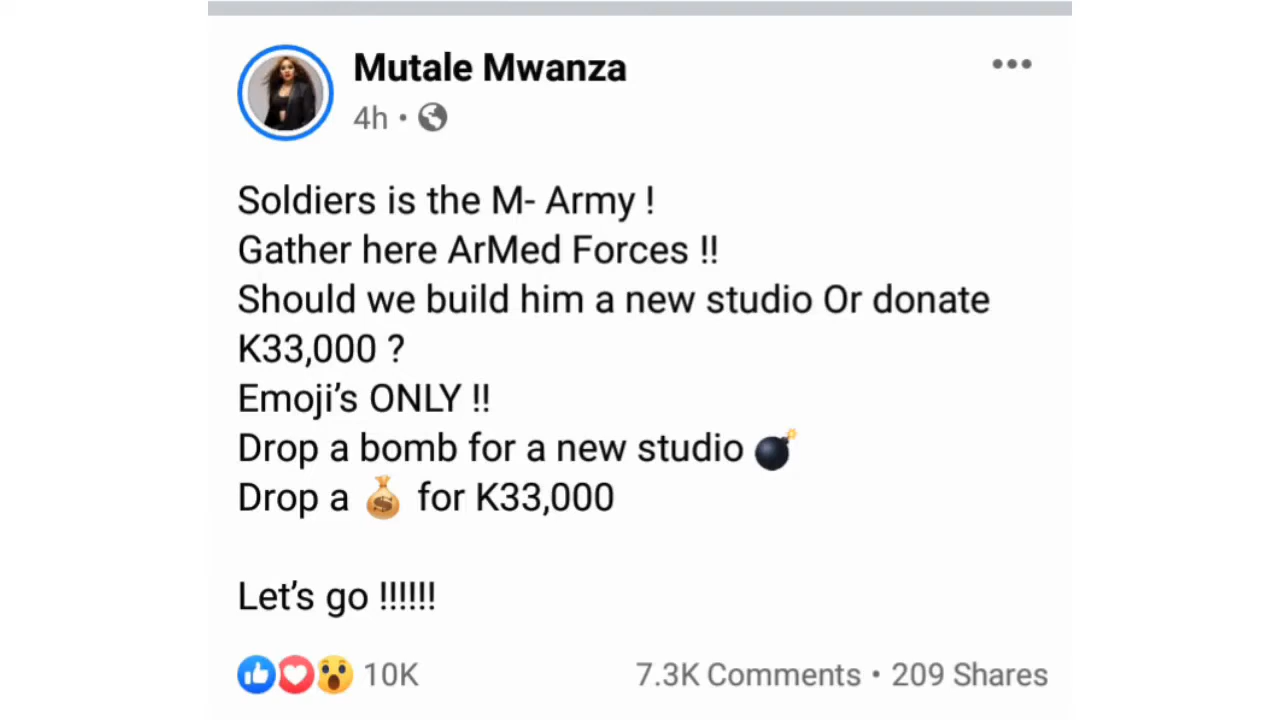 Mutale Mwanza
4h •
Soldiers is the M- Army !
Gather here ArMed Forces !!
Should we build him a new studio Or donate
K33,000 ?
Emoji’s ONLY !!
Drop a bomb for a new studio 💣
Drop a 💰 for K33,000
Let’s go !!!!!!
10K 7.3K Comments • 209 Shares